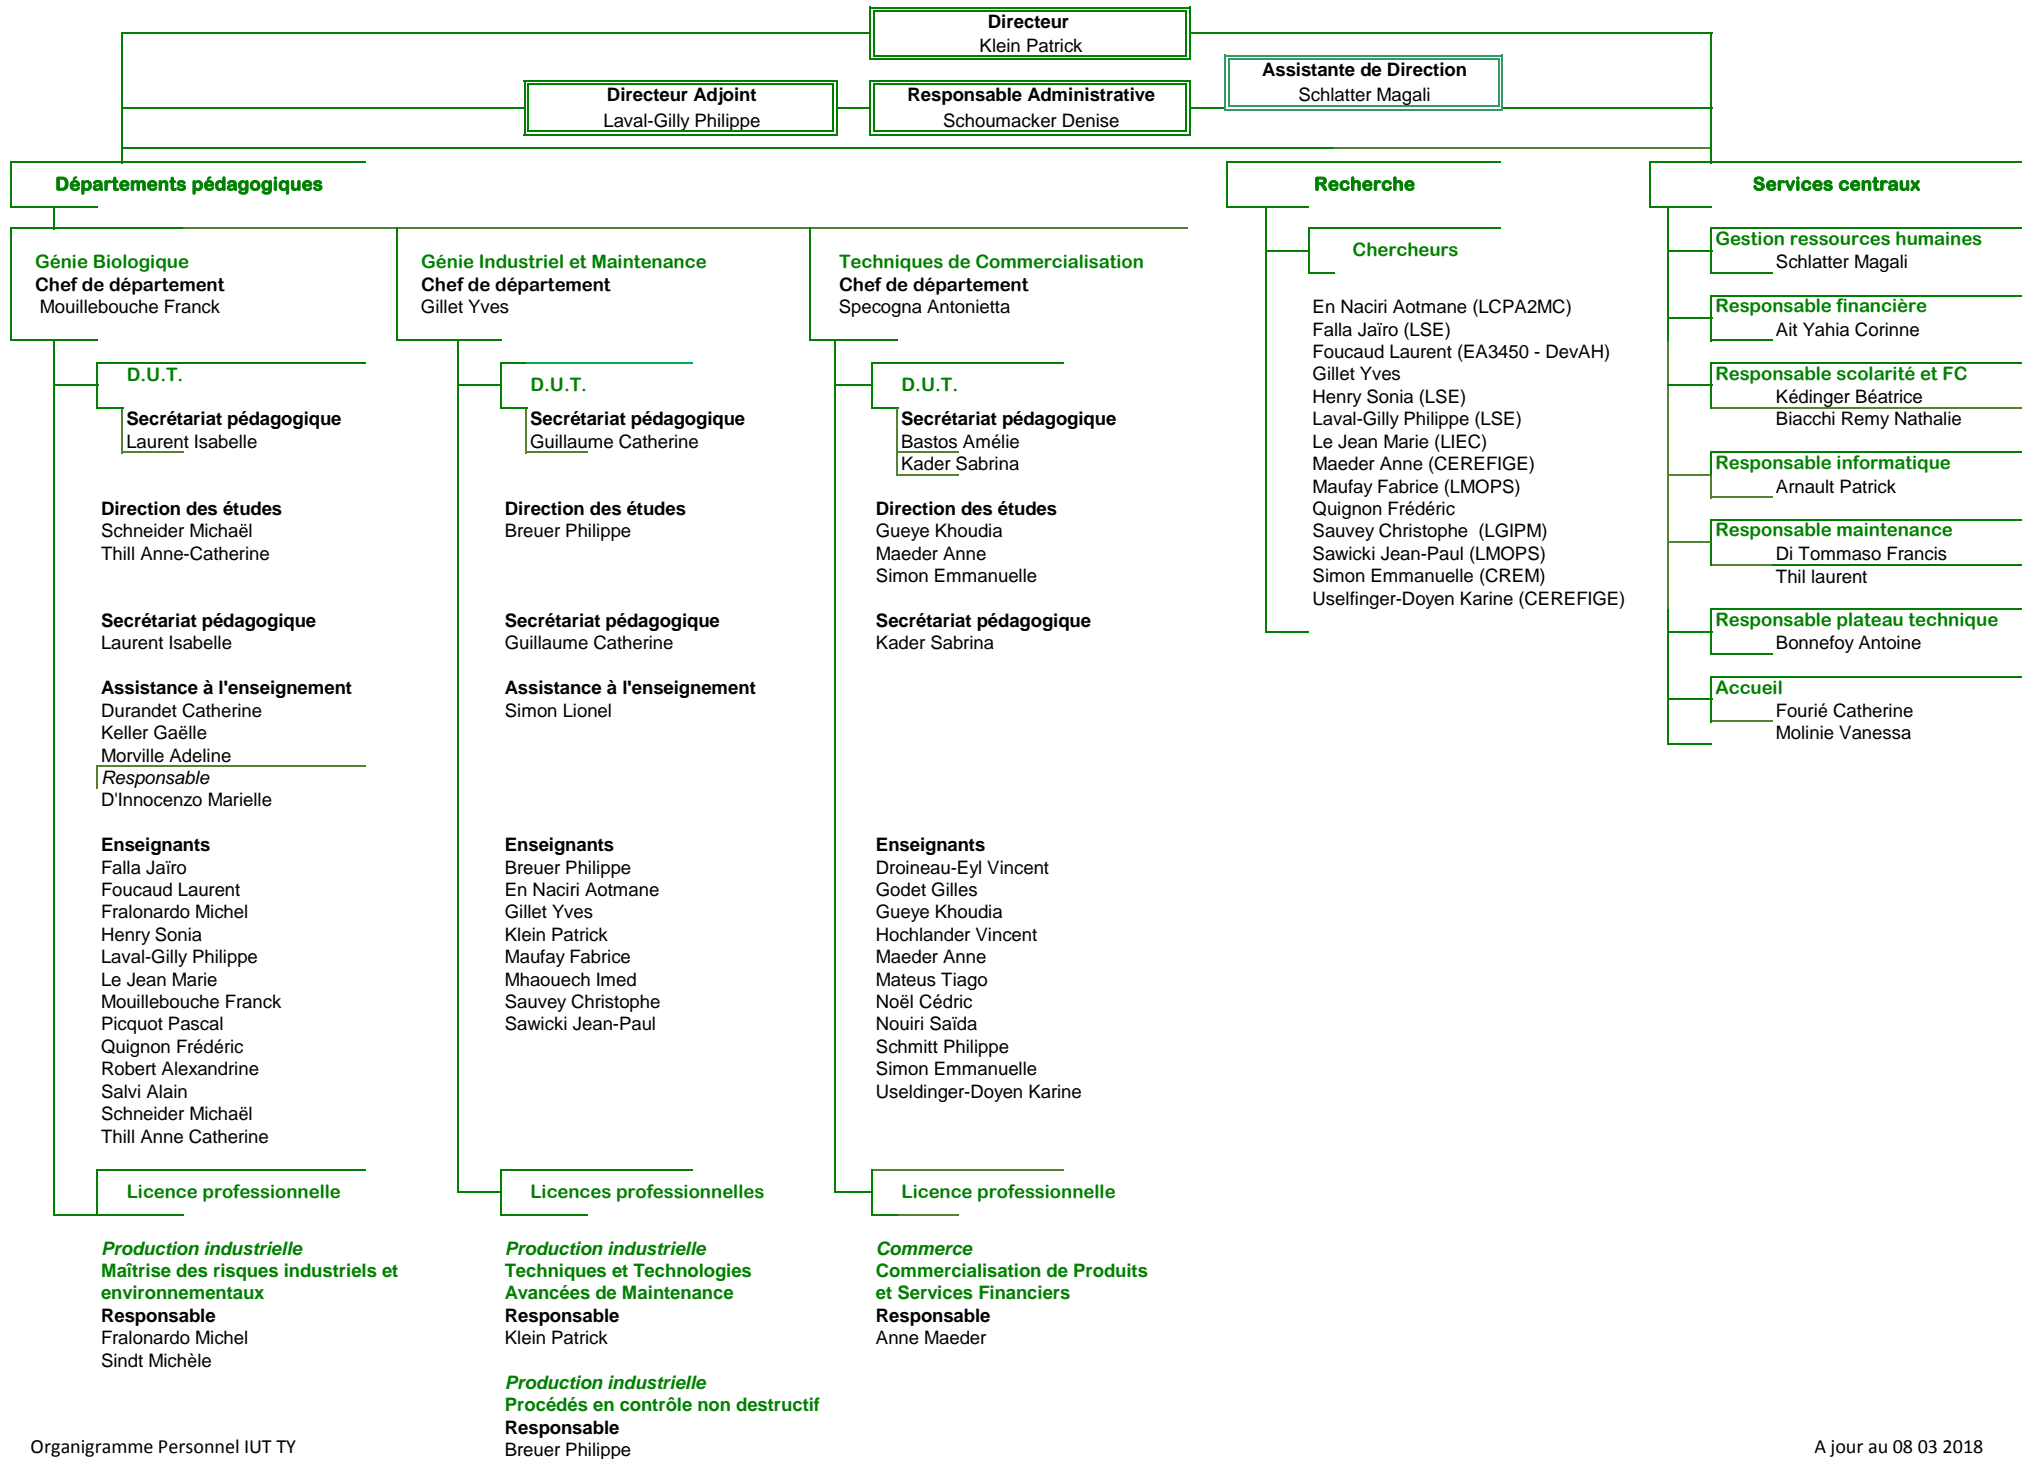 Directeur
Klein Patrick
Assistante de Direction
Schlatter Magali
Directeur Adjoint
Laval-Gilly Philippe
Responsable Administrative
Schoumacker Denise
Départements pédagogiques
Génie Biologique
Chef de département
Mouillebouche Franck
D.U.T.
Secrétariat pédagogique
Laurent Isabelle
Direction des études
Schneider Michaël
Thill Anne-Catherine
Secrétariat pédagogique
Laurent Isabelle
Assistance à l'enseignement
Durandet Catherine
Keller Gaëlle
Morville Adeline
Responsable
D'Innocenzo Marielle
Enseignants
Falla Jaïro
Foucaud Laurent
Fralonardo Michel
Henry Sonia
Laval-Gilly Philippe
Le Jean Marie
Mouillebouche Franck
Picquot Pascal
Quignon Frédéric
Robert Alexandrine
Salvi Alain
Schneider Michaël
Thill Anne Catherine
Licence professionnelle
Production industrielle
Maîtrise des risques industriels et
environnementaux
Responsable
Fralonardo Michel
Sindt Michèle
Génie Industriel et Maintenance
Chef de département
Gillet Yves
D.U.T.
Secrétariat pédagogique
Guillaume Catherine
Direction des études
Breuer Philippe
Secrétariat pédagogique
Guillaume Catherine
Assistance à l'enseignement
Simon Lionel
Enseignants
Breuer Philippe
En Naciri Aotmane
Gillet Yves
Klein Patrick
Maufay Fabrice
Mhaouech Imed
Sauvey Christophe
Sawicki Jean-Paul
Licences professionnelles
Production industrielle
Techniques et Technologies
Avancées de Maintenance
Responsable
Klein Patrick
Production industrielle
Procédés en contrôle non destructif
Responsable
Breuer Philippe
Techniques de Commercialisation
Chef de département
Specogna Antonietta
D.U.T.
Secrétariat pédagogique
Bastos Amélie
Kader Sabrina
Direction des études
Gueye Khoudia
Maeder Anne
Simon Emmanuelle
Secrétariat pédagogique
Kader Sabrina
Enseignants
Droineau-Eyl Vincent
Godet Gilles
Gueye Khoudia
Hochlander Vincent
Maeder Anne
Mateus Tiago
Noël Cédric
Nouiri Saïda
Schmitt Philippe
Simon Emmanuelle
Useldinger-Doyen Karine
Licence professionnelle
Commerce
Commercialisation de Produits
et Services Financiers
Responsable
Anne Maeder
Recherche
Chercheurs
En Naciri Aotmane (LCPA2MC)
Falla Jaïro (LSE)
Foucaud Laurent (EA3450 - DevAH)
Gillet Yves
Henry Sonia (LSE)
Laval-Gilly Philippe (LSE)
Le Jean Marie (LIEC)
Maeder Anne (CEREFIGE)
Maufay Fabrice (LMOPS)
Quignon Frédéric
Sauvey Christophe  (LGIPM)
Sawicki Jean-Paul (LMOPS)
Simon Emmanuelle (CREM)
Uselfinger-Doyen Karine (CEREFIGE)
Services centraux
Gestion ressources humaines
Schlatter Magali
Responsable financière
Ait Yahia Corinne
Responsable scolarité et FC
Kédinger Béatrice
Biacchi Remy Nathalie
Responsable informatique
Arnault Patrick
Responsable maintenance
Di Tommaso Francis
Thil laurent
Responsable plateau technique
Bonnefoy Antoine
Accueil
Fourié Catherine
Molinie Vanessa
Organigramme Personnel IUT TY
A jour au 08 03 2018